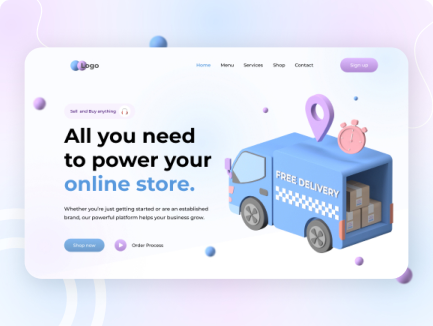 Logo
Home Menu Services Shop Contact
Sign up
Sell and Buy anything
All you need
to power your
online store.
Whether you're just getting started or are an established
brand, our powerful platform helps your business grow.
Shop now
Order Process
FREE DELIVERY